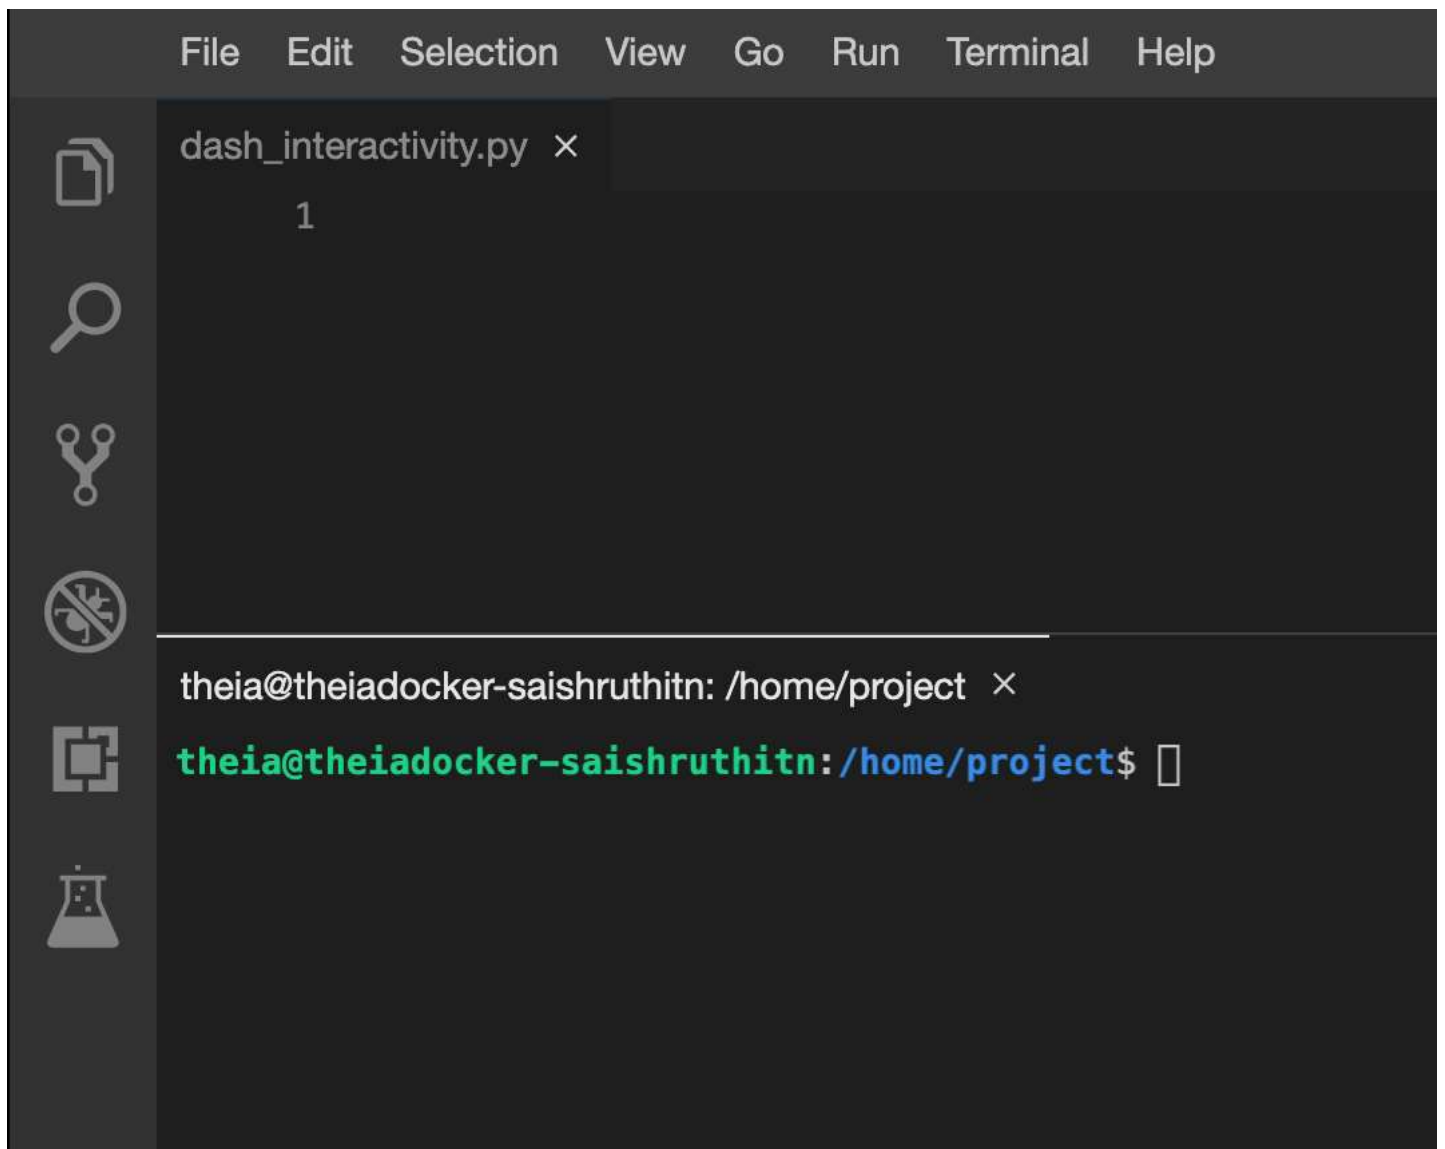 File Edit Selection View Go Run Terminal Help
dash_interactivity.py ×
1
theia@theiadocker-saishruthitn: /home/project ×
theia@theiadocker-saishruthitn:/home/project$